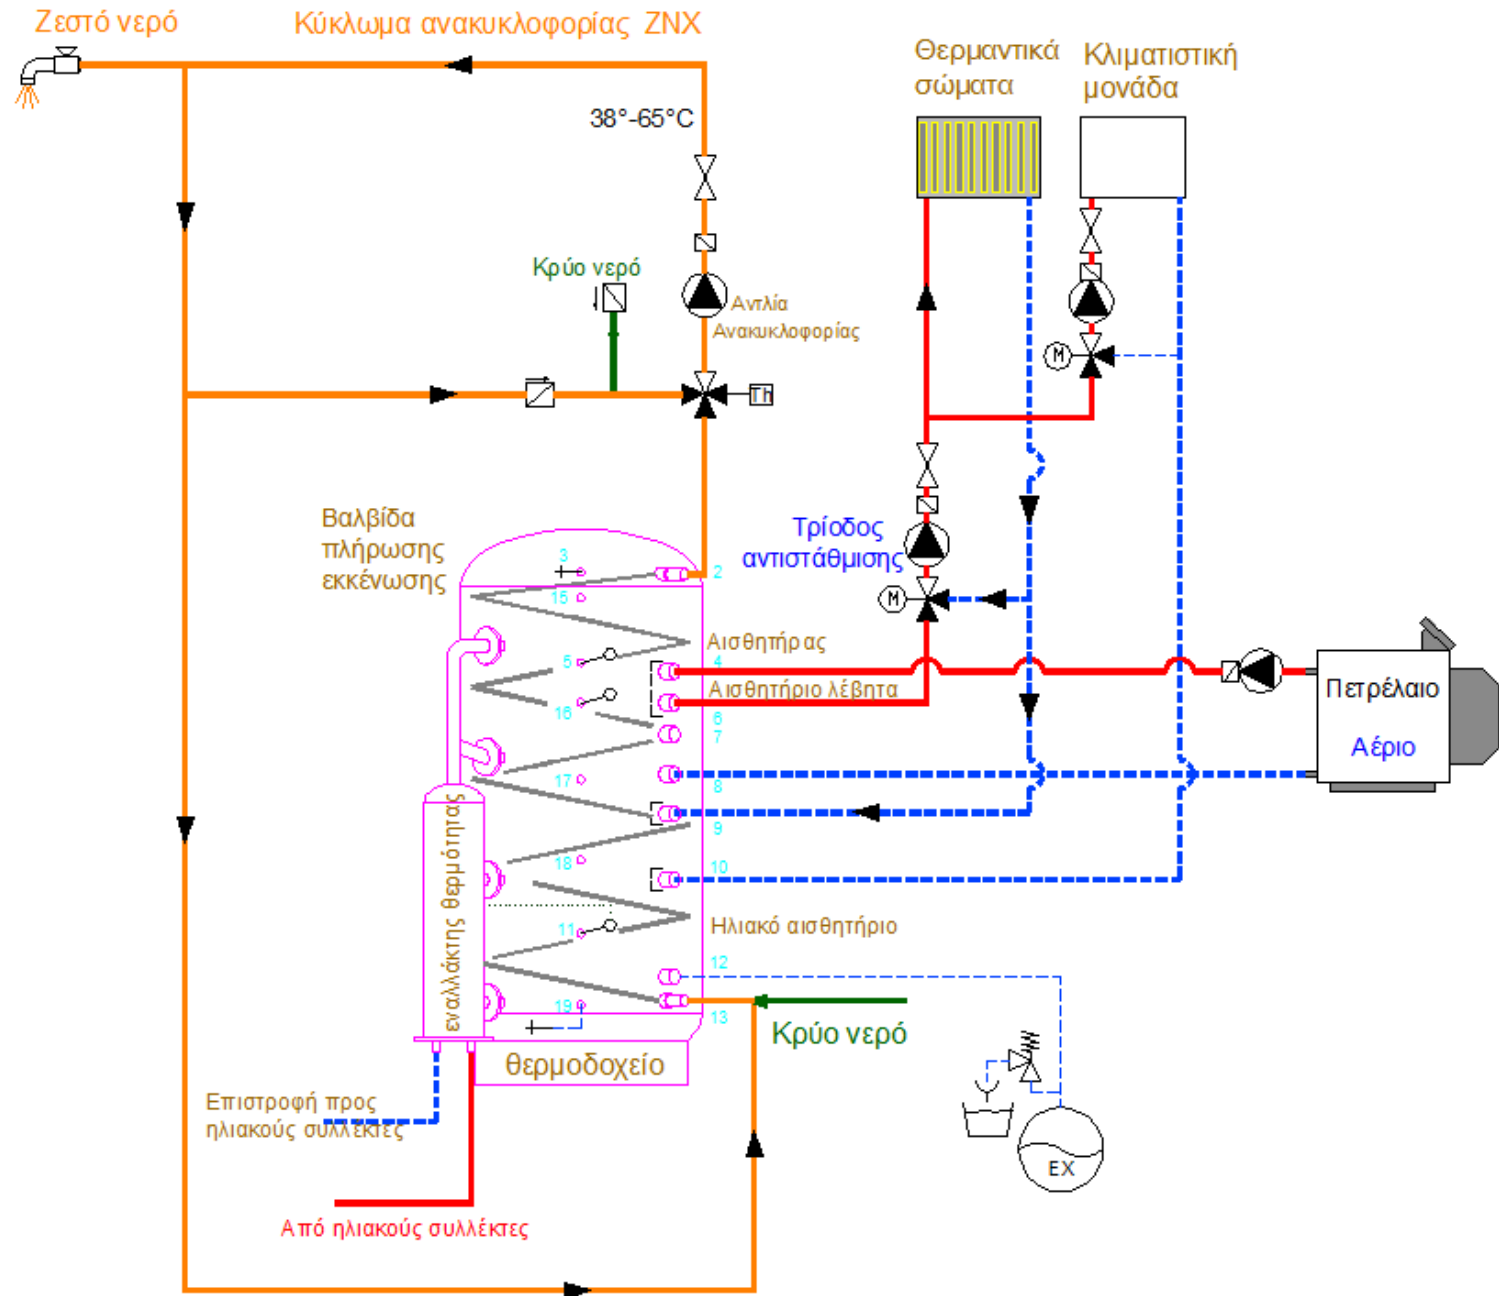 Ζεστό νερό
Κύκλωμα ανακυκλοφορίας ΖΝΧ
Θερμαντικά
σώματα
Κλιματιστική
μονάδα
38°-65°C
Κρύο νερό
Αντλία
Ανακυκλοφορίας
M
Th
Βαλβίδα
πλήρωσης
εκκένωσης
Τρίοδος
αντιστάθμισης
3
2
15
M
Αισθητήρας
5
4
Αισθητήριο λέβητα
16
6
7
Πετρέλαιο
Αέριο
17
8
9
18
10
εναλλάκτης θερμότητας
11
Ηλιακό αισθητήριο
12
19
13
Κρύο νερό
θερμοδοχείο
Επιστροφή προς
ηλιακούς συλλέκτες
EX
Από ηλιακούς συλλέκτες